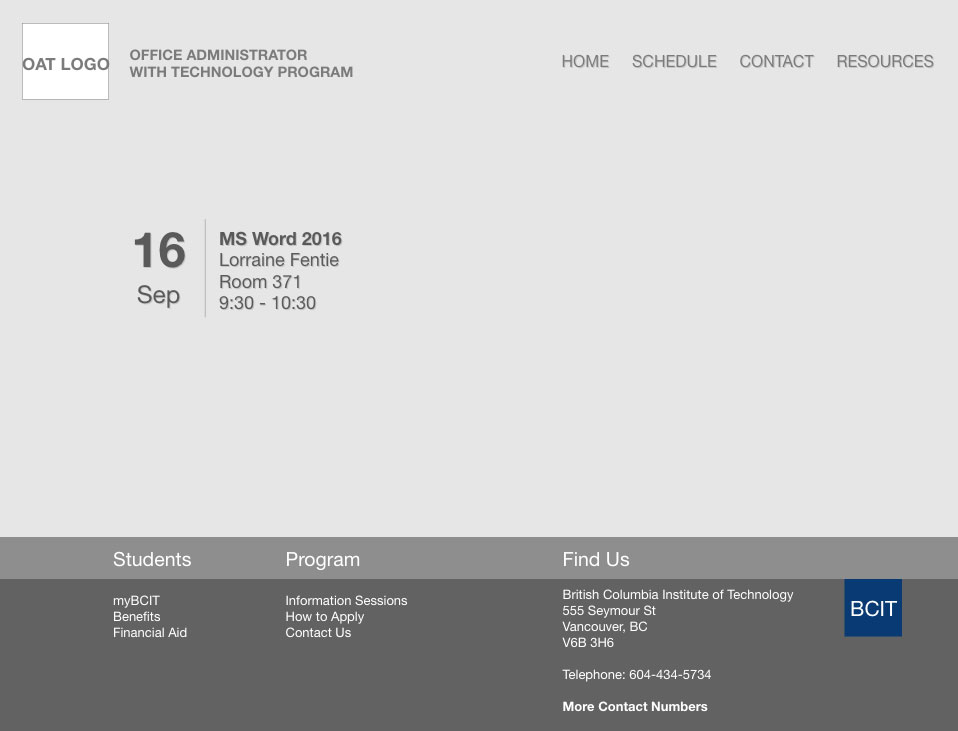 OAT LOGO
OFFICE ADMINISTRATOR
WITH TECHNOLOGY PROGRAM
HOME SCHEDULE CONTACT RESOURCES
16
Sep
MS Word 2016
Lorraine Fentie
Room 371
9:30 - 10:30
Students
myBCIT
Benefits
Financial Aid
Program
Information Sessions
How to Apply
Contact Us
Find Us
British Columbia Institute of Technology
555 Seymour St
Vancouver, BC
V6B 3H6
Telephone: 604-434-5734
More Contact Numbers
BCIT